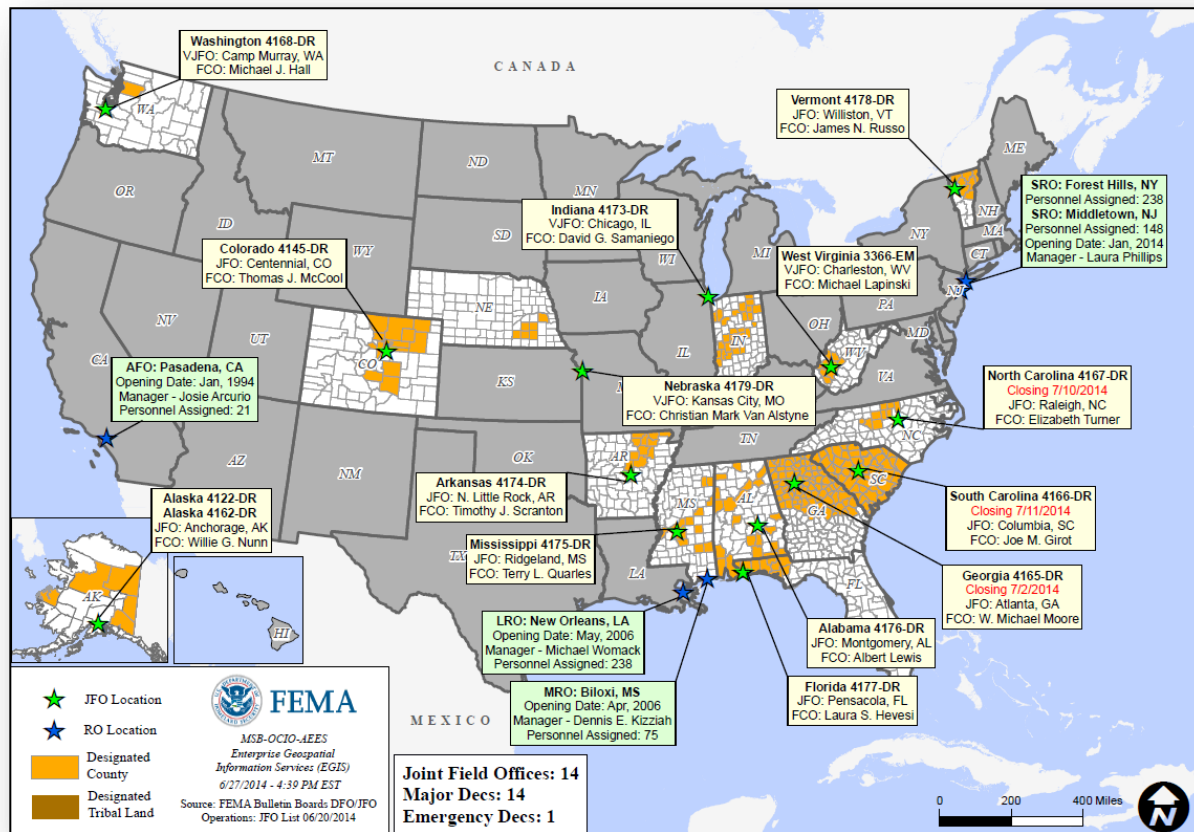 Washington 4168-DR
VJFO: Camp Murray, WA
FCO: Michael J. Hall
CANADA
Vermont 4178-DR
JFO: Williston, VT
FCO: James N. Russo
WA
MT
ND
MN
ME
OR
ID
SD
WI
MI
NY
NH
MA
CT
SRO: Forest Hills, NY
Personnel Assigned: 238
SRO: Middletown, NJ
Personnel Assigned: 148
Opening Date: Jan, 2014
Manager - Laura Phillips
Indiana 4173-DR
VJFO: Chicago, IL
FCO: David G. Samaniego
Colorado 4145-DR
JFO: Centennial, CO
FCO: Thomas J. McCool
WY
West Virginia 3366-EM
VJFO: Charleston, WV
FCO: Michael Lapinski
NE
IA
PA
NJ
NV
UT
CO
CA
IL
IN
OH
WV
MD
VA
KS
AFO: Pasadena, CA
Opening Date: Jan, 1994
Manager - Josie Arcurio
Personnel Assigned: 21
Nebraska 4179-DR
VJFO: Kansas City, MO
FCO: Christian Mark Van Alstyne
North Carolina 4167-DR
Closing 7/10/2014
JFO: Raleigh, NC
FCO: Elizabeth Turner
AZ
NM
OK
AR
TN
NC
Arkansas 4174-DR
JFO: N. Little Rock, AR
FCO: Timothy J. Scranton
MS
AL
GA
SC
South Carolina 4166-DR
Closing 7/11/2014
JFO: Columbia, SC
FCO: Joe M. Girot
Alaska 4122-DR
Alaska 4162-DR
JFO: Anchorage, AK
FCO: Willie G. Nunn
Mississippi 4175-DR
JFO: Ridgeland, MS
FCO: Terry L. Quarles
TX
LA
FL
Georgia 4165-DR
Closing 7/2/2014
JFO: Atlanta, GA
FCO: W. Michael Moore
AK
HI
LRO: New Orleans, LA
Opening Date: May, 2006
Manager - Michael Womack
Personnel Assigned: 238
Alabama 4176-DR
JFO: Montgomery, AL
FCO: Albert Lewis
MRO: Biloxi, MS
Opening Date: Apr, 2006
Manager - Dennis E. Kizziah
Personnel Assigned: 75
Florida 4177-DR
JFO: Pensacola, FL
FCO: Laura S. Hevesi
MEXICO
JFO Location
RO Location
Designated
County
Designated
Tribal Land
FEMA
MSB-OCIO-AEES
Enterprise Geospatial
Information Services (EGIS)
6/27/2014 - 4:39 PM EST
Source: FEMA Bulletin Boards DFO/JFO
Operations: JFO List 06/20/2014
Joint Field Offices: 14
Major Decs: 14
Emergency Decs: 1
0 200 400 Miles
N